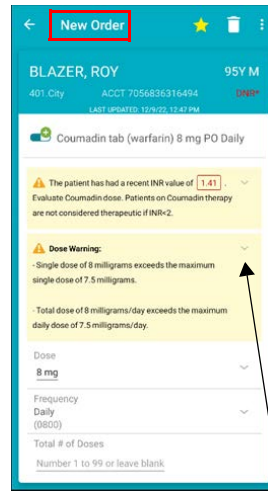 New Order
BLAZER, ROY 95Y M
401.City ACCT 7056836316494 DNR*
LAST UPDATED: 12/9/22, 12:47 PM
Coumadin tab (warfarin) 8 mg PO Daily
The patient has had a recent INR value of 1.41 .
Evaluate Coumadin dose. Patients on Coumadin therapy
are not considered therapeutic if INR<2.
Dose Warning:
- Single dose of 8 milligrams exceeds the maximum
single dose of 7.5 milligrams.
- Total dose of 8 milligrams/day exceeds the maximum
daily dose of 7.5 milligrams/day.
Dose
8 mg
Frequency
Daily
(0800)
Total # of Doses
Number 1 to 99 or leave blank